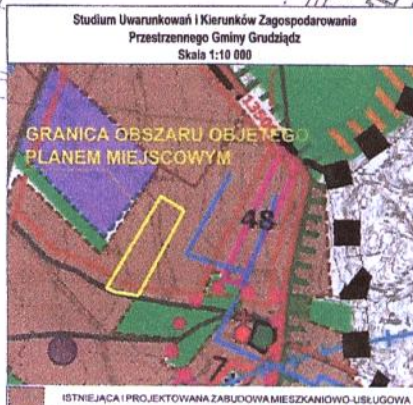 Studium Uwarunkowań i Kierunków Zagospodarowania
Przestrzennego Gminy Grudziądz
Skala 1:10 000
GRANICA OBSZARU OBJĘTEGO
PLANEM MIEJSCOWYM
48
D
7
ISTNIEJĄCA I PROJEKTOWANA ZABUDOWA MIESZKANIOWO-USŁUGOWA